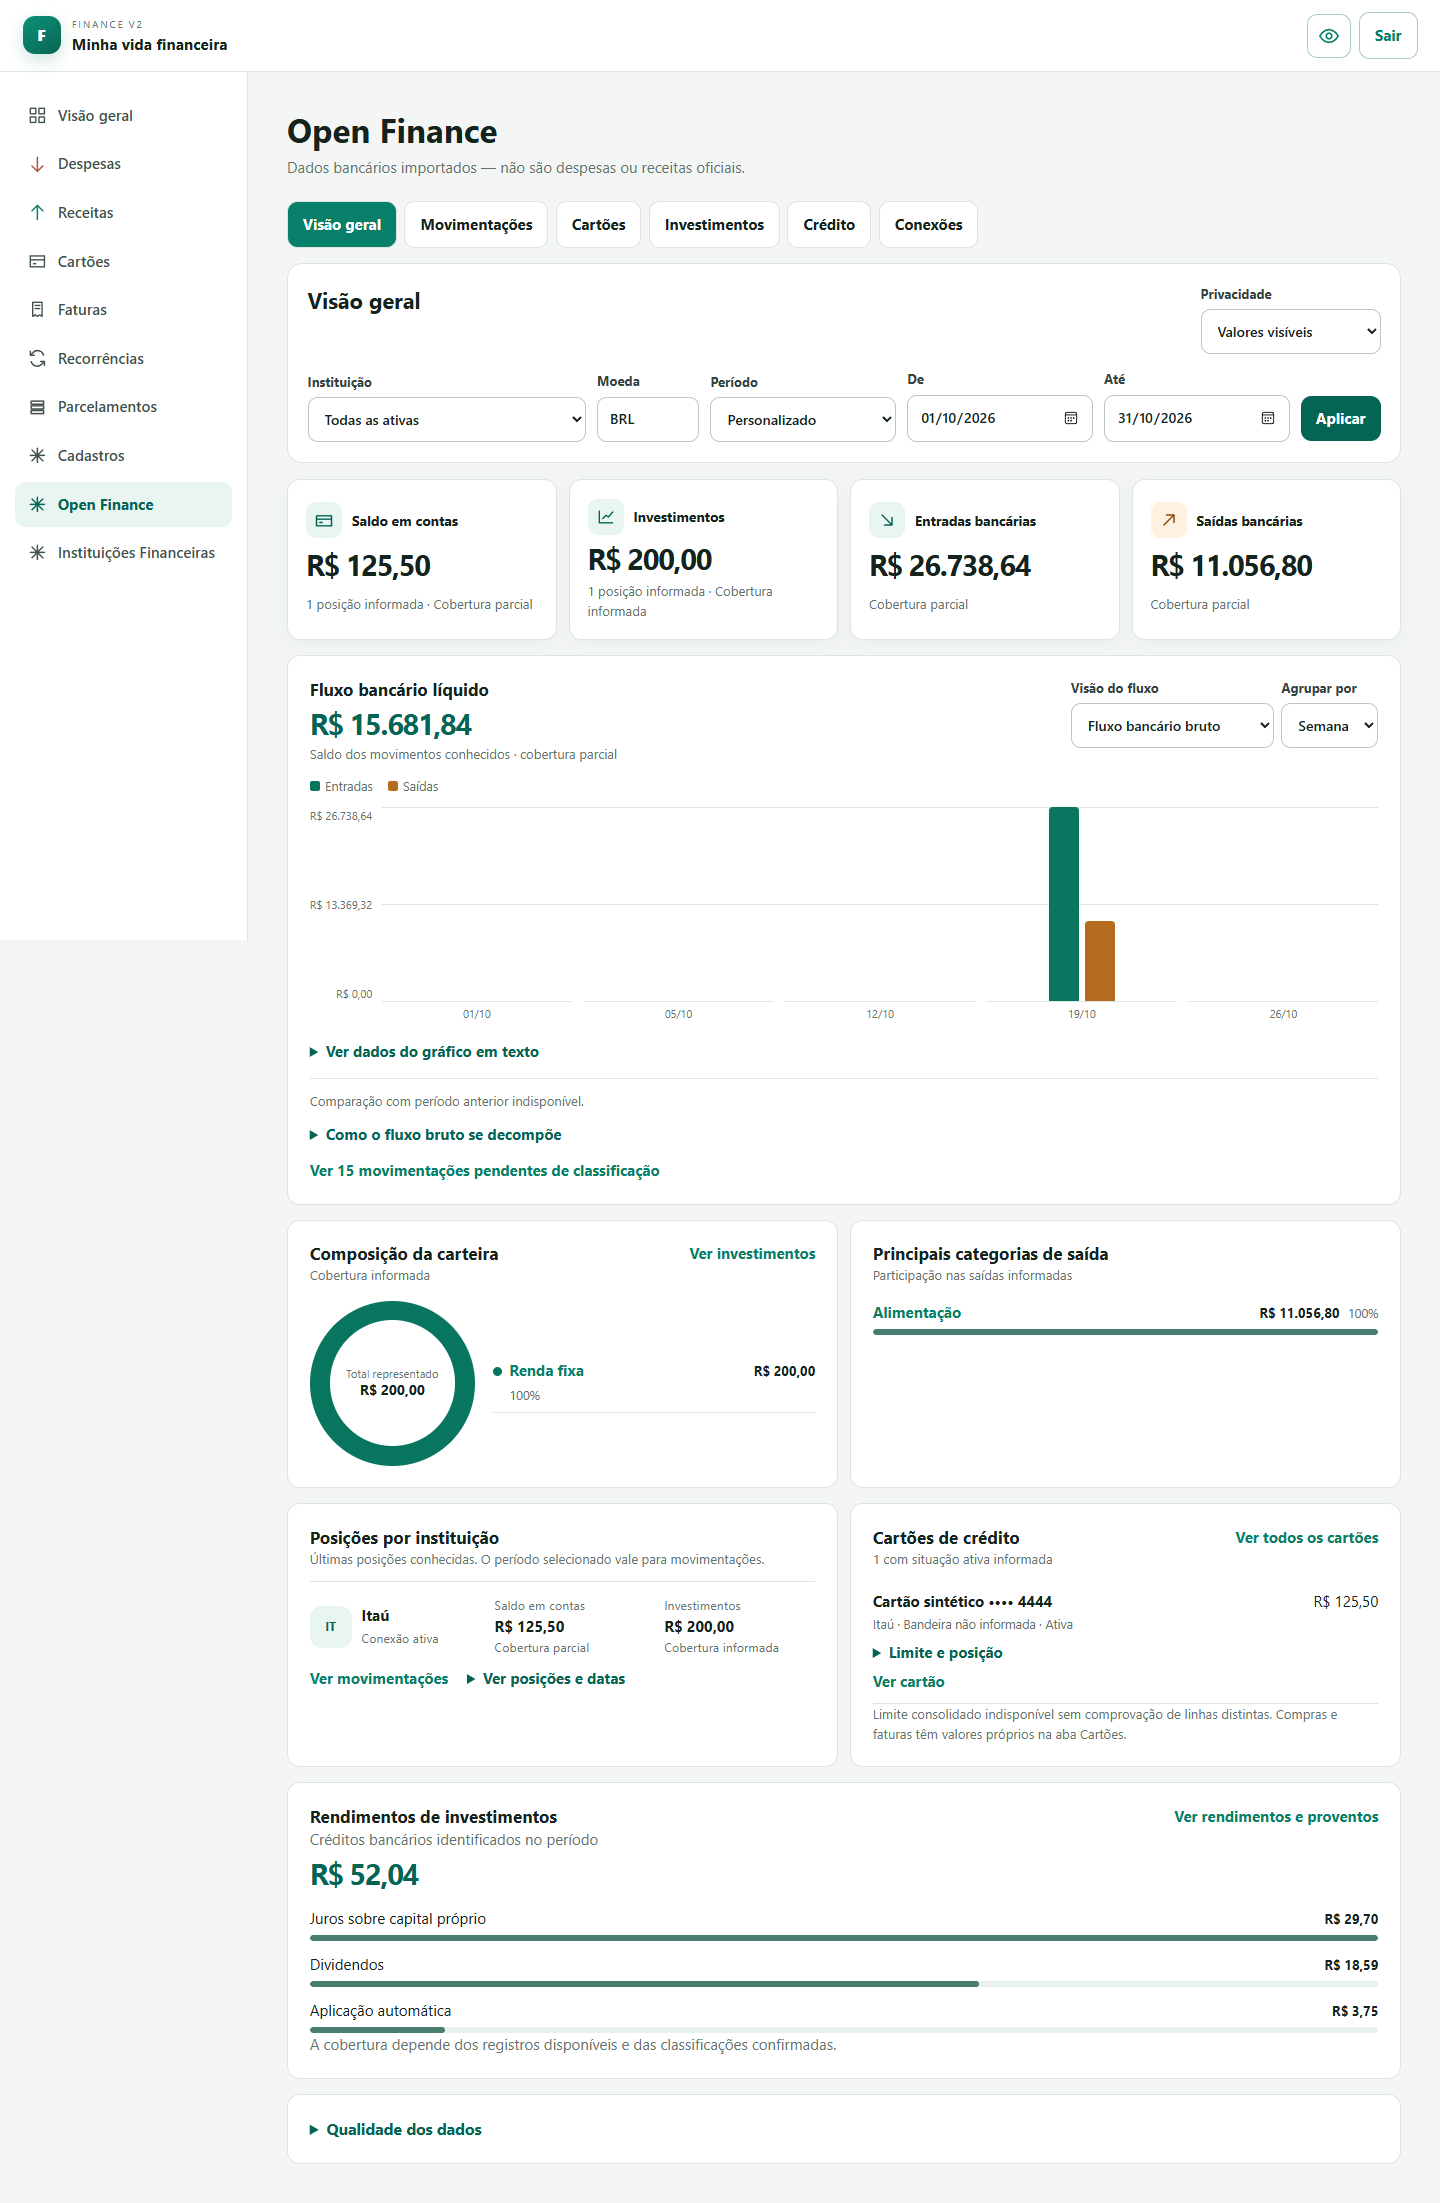 F
FINANCE V2
Minha vida financeira
Sair
Visão geral
Despesas
Receitas
Cartões
Faturas
Recorrências
Parcelamentos
Cadastros
Open Finance
Instituições Financeiras
Open Finance
Dados bancários importados — não são despesas ou receitas oficiais.
Visão geral
Movimentações
Cartões
Investimentos
Crédito
Conexões
Visão geral
Privacidade
Valores visíveis
Instituição
Todas as ativas
Moeda
BRL
Período
Personalizado
De
01/10/2026
Até
31/10/2026
Aplicar
Saldo em contas
R$ 125,50
1 posição informada · Cobertura parcial
Investimentos
R$ 200,00
1 posição informada · Cobertura
informada
Entradas bancárias
R$ 26.738,64
Cobertura parcial
Saídas bancárias
R$ 11.056,80
Cobertura parcial
Fluxo bancário líquido
R$ 15.681,84
Saldo dos movimentos conhecidos · cobertura parcial
Visão do fluxo
Fluxo bancário bruto
Agrupar por
Semana
Entradas
Saídas
R$ 26.738,64
R$ 13.369,32
R$ 0,00
01/10
05/10
12/10
19/10
26/10
Ver dados do gráfico em texto
Comparação com período anterior indisponível.
Como o fluxo bruto se decompõe
Ver 15 movimentações pendentes de classificação
Composição da carteira
Ver investimentos
Cobertura informada
Total representado
R$ 200,00
Renda fixa
R$ 200,00
100%
Principais categorias de saída
Participação nas saídas informadas
Alimentação
R$ 11.056,80 100%
Posições por instituição
Últimas posições conhecidas. O período selecionado vale para movimentações.
IT
Itaú
Conexão ativa
Saldo em contas
R$ 125,50
Cobertura parcial
Investimentos
R$ 200,00
Cobertura informada
Ver movimentações
Ver posições e datas
Cartões de crédito
Ver todos os cartões
1 com situação ativa informada
Cartão sintético •••• 4444
R$ 125,50
Itaú · Bandeira não informada · Ativa
Limite e posição
Ver cartão
Limite consolidado indisponível sem comprovação de linhas distintas. Compras e
faturas têm valores próprios na aba Cartões.
Rendimentos de investimentos
Ver rendimentos e proventos
Créditos bancários identificados no período
R$ 52,04
Juros sobre capital próprio
R$ 29,70
Dividendos
R$ 18,59
Aplicação automática
R$ 3,75
A cobertura depende dos registros disponíveis e das classificações confirmadas.
Qualidade dos dados